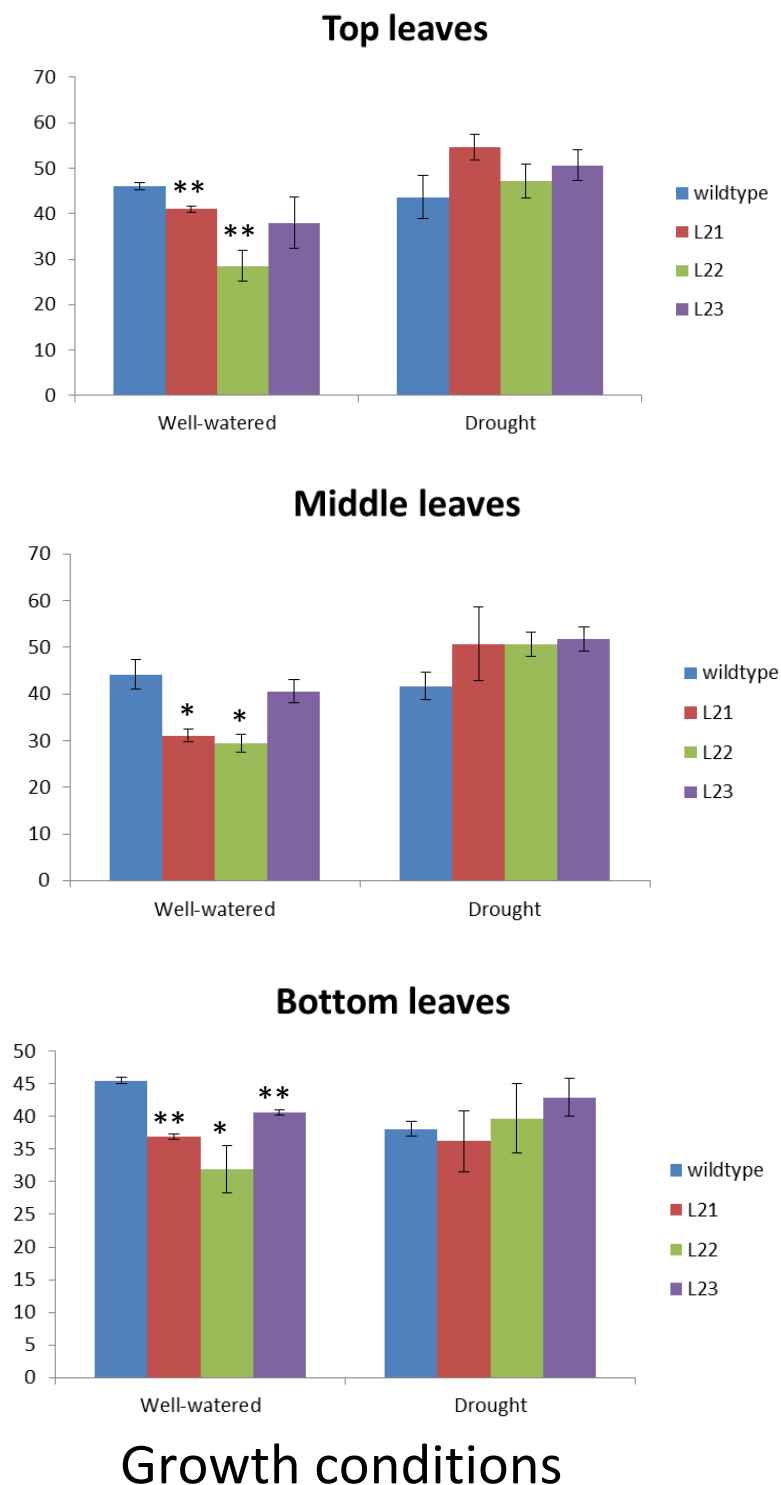 Top leaves
70
60
50
40
30
20
10
0
** **
Well-watered Drought
wildtype
L21
L22
L23
Middle leaves
70
60
50
40
30
20
10
0
* *
Well-watered Drought
wildtype
L21
L22
L23
Bottom leaves
50
45
40
35
30
25
20
15
10
5
0
** * **
Well-watered Drought
wildtype
L21
L22
L23
Growth conditions